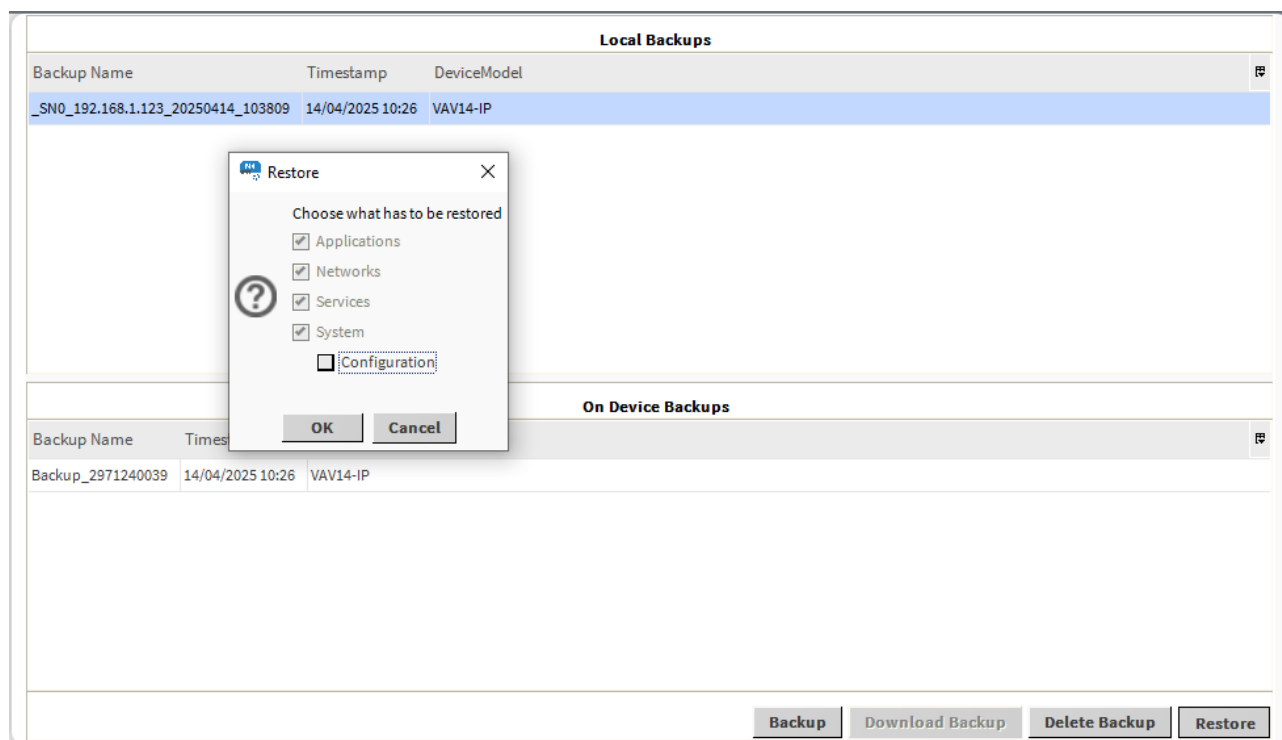 Local Backups
Backup Name Timestamp DeviceModel
_SN0_192.168.1.123_20250414_103809 14/04/2025 10:26 VAV14-IP
Restore
Choose what has to be restored
Applications
Networks
Services
System
Configuration
OK Cancel
On Device Backups
Backup Name Times
Backup_2971240039 14/04/2025 10:26 VAV14-IP
Backup Download Backup Delete Backup Restore